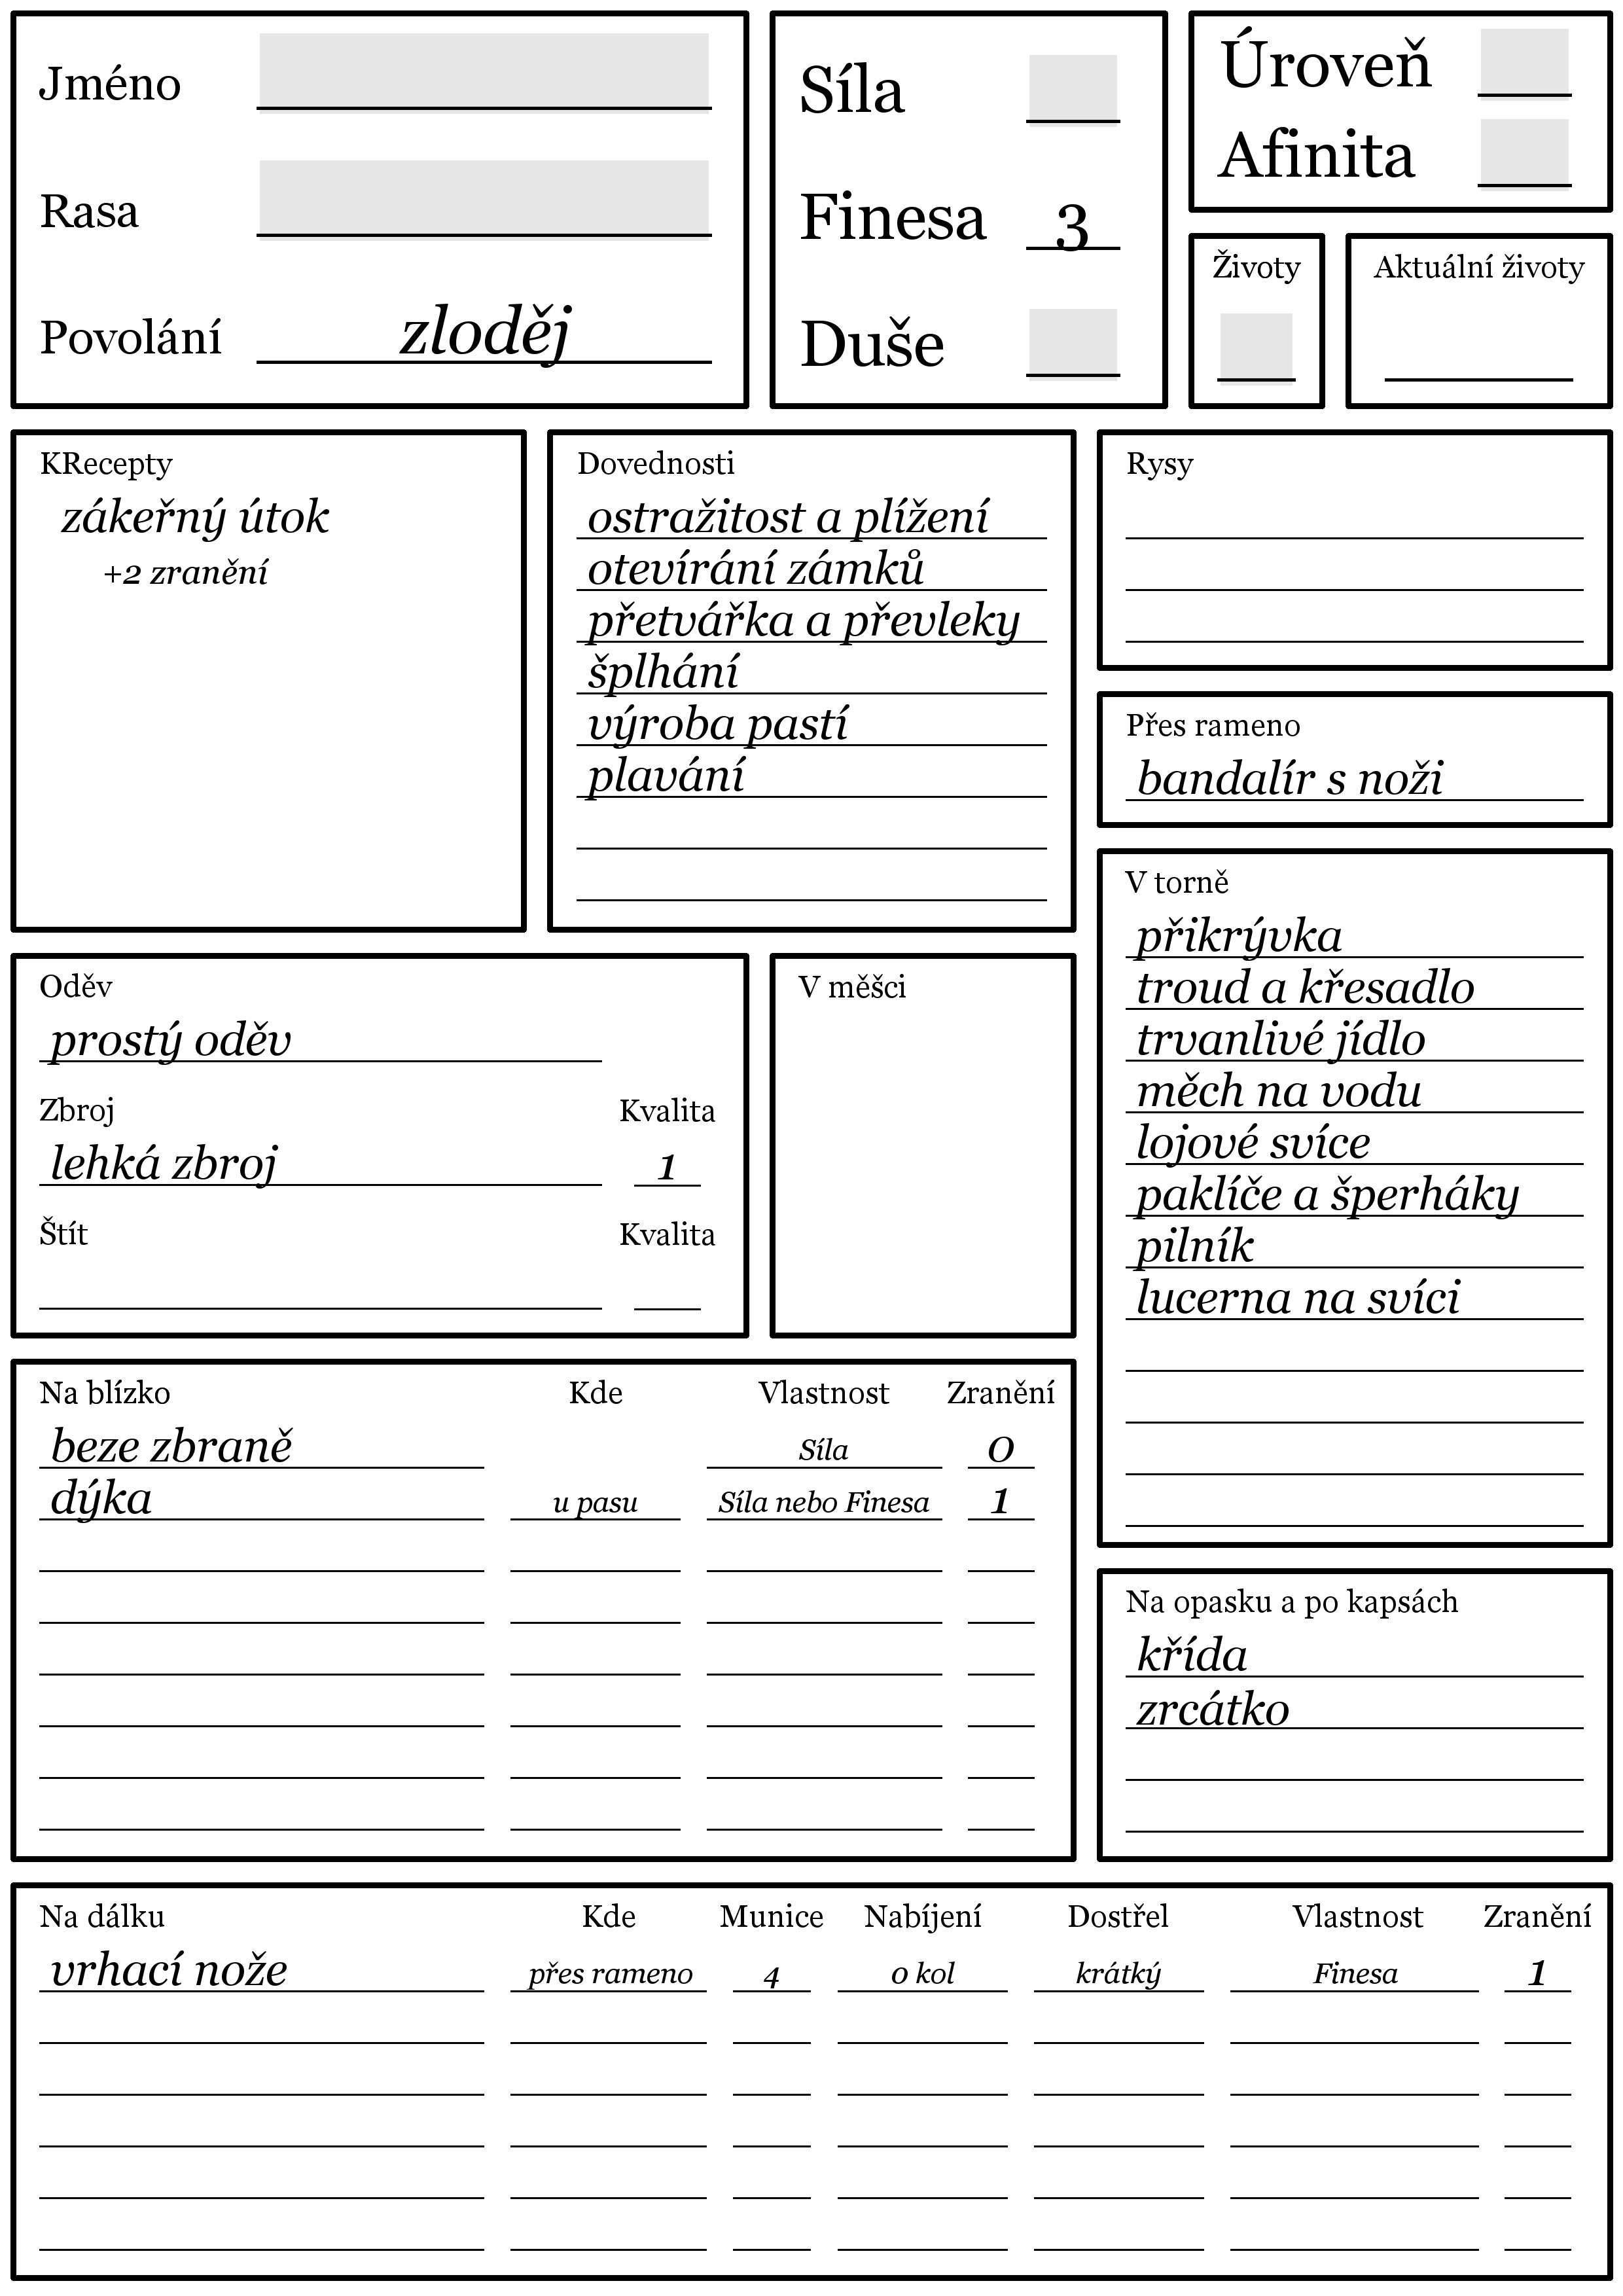 Jméno
Rasa
Povolání zloděj
Síla
Finesa 3
Duše
Úroveň
Afinita
Životy
Aktuální životy
KRecepty
zákeřný útok
+2 zranění
Dovednosti
ostražitost a plížení
otevírání zámků
přetvářka a převleky
šplhání
výroba pastí
plavání
Rysy
Přes rameno
bandalír s noži
V torně
přikrývka
troud a křesadlo
trvanlivé jídlo
měch na vodu
lojové svíce
paklíče a šperháky
pilník
lucerna na svíci
Oděv
prostý oděv
Zbroj Kvalita
lehká zbroj 1
Štít Kvalita
V měšci
Na blízko Kde Vlastnost Zranění
beze zbraně Síla 0
dýka u pasu Síla nebo Finesa 1
Na opasku a po kapsách
křída
zrcátko
Na dálku Kde Munice Nabíjení Dostřel Vlastnost Zranění
vrhací nože přes rameno 4 0 kol krátký Finesa 1